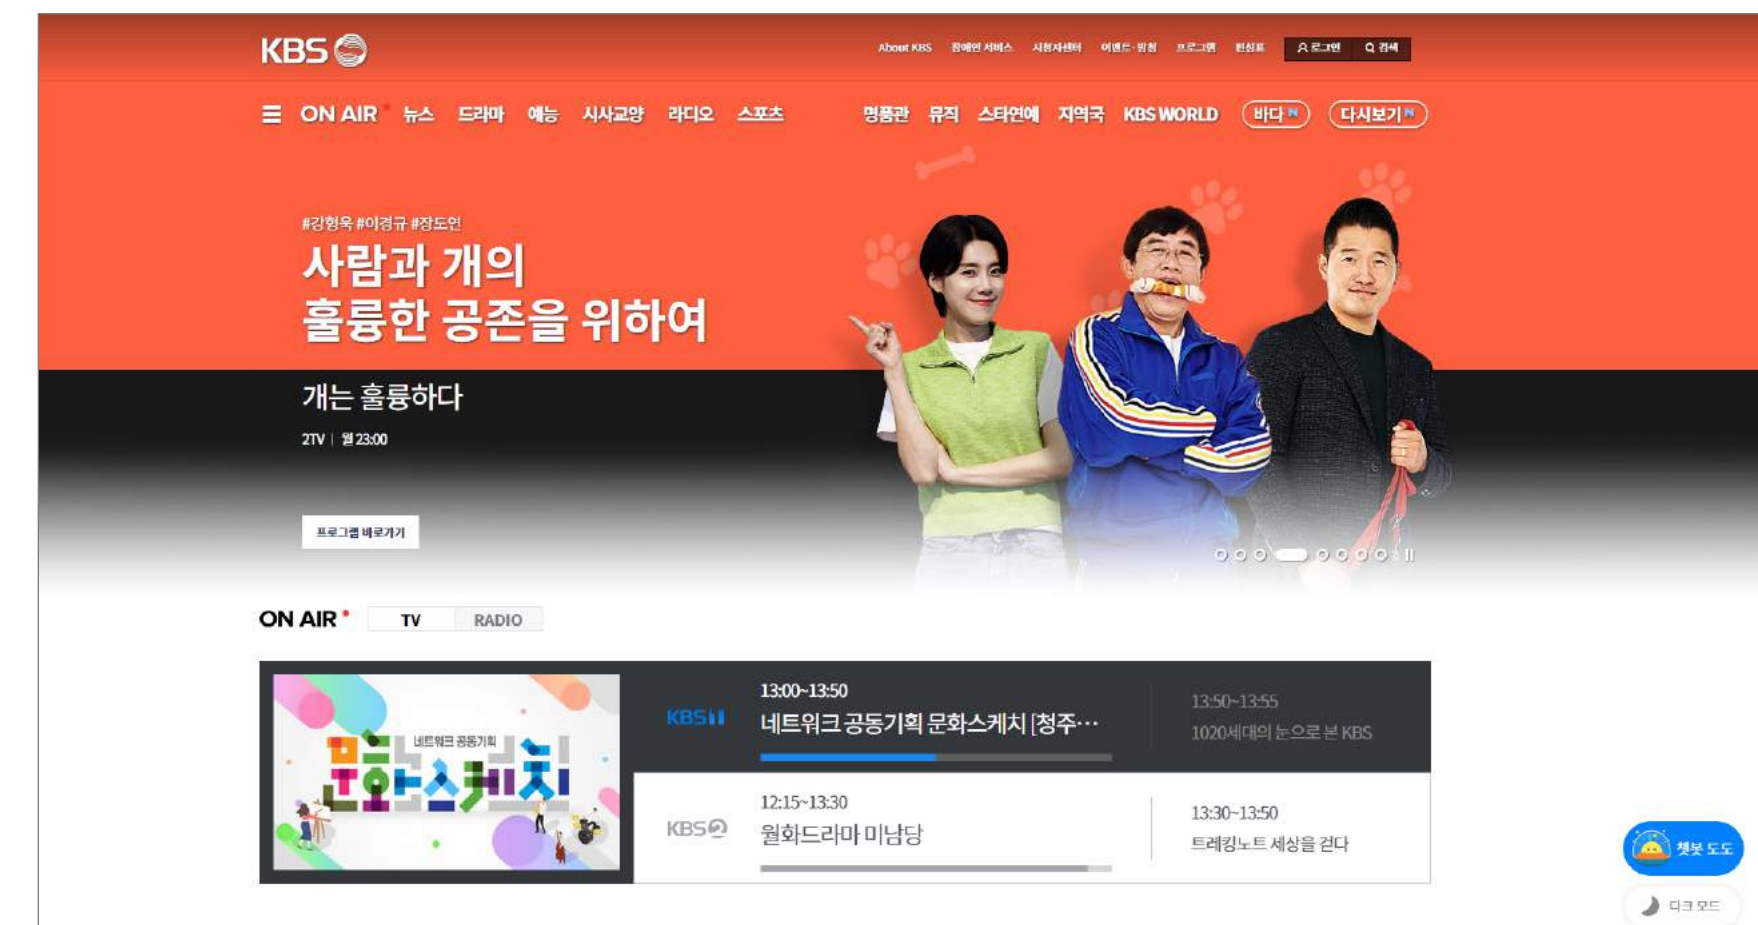 KBS
About KBS 장애인 서비스 시청자센터 이벤트·방청 프로그램 편성표 로그인 검색
ON AIR 뉴스 드라마 예능 시사교양 라디오 스포츠 명품관 뮤직 스타연예 지역국 KBS WORLD 바다 N 다시보기 N
#강형욱 #이경규 #장도연
사람과 개의
훌륭한 공존을 위하여
개는 훌륭하다
2TV | 월 23:00
프로그램 바로가기
ON AIR TV RADIO
네트워크 공동기획
문화스케치
KBS 1
13:00~13:50
네트워크 공동기획 문화스케치 [청주···
13:50~13:55
1020세대의 눈으로 본 KBS
KBS 2
12:15~13:30
월화드라마 미남당
13:30~13:50
트레킹노트 세상을 걷다
챗봇 도도
다크 모드